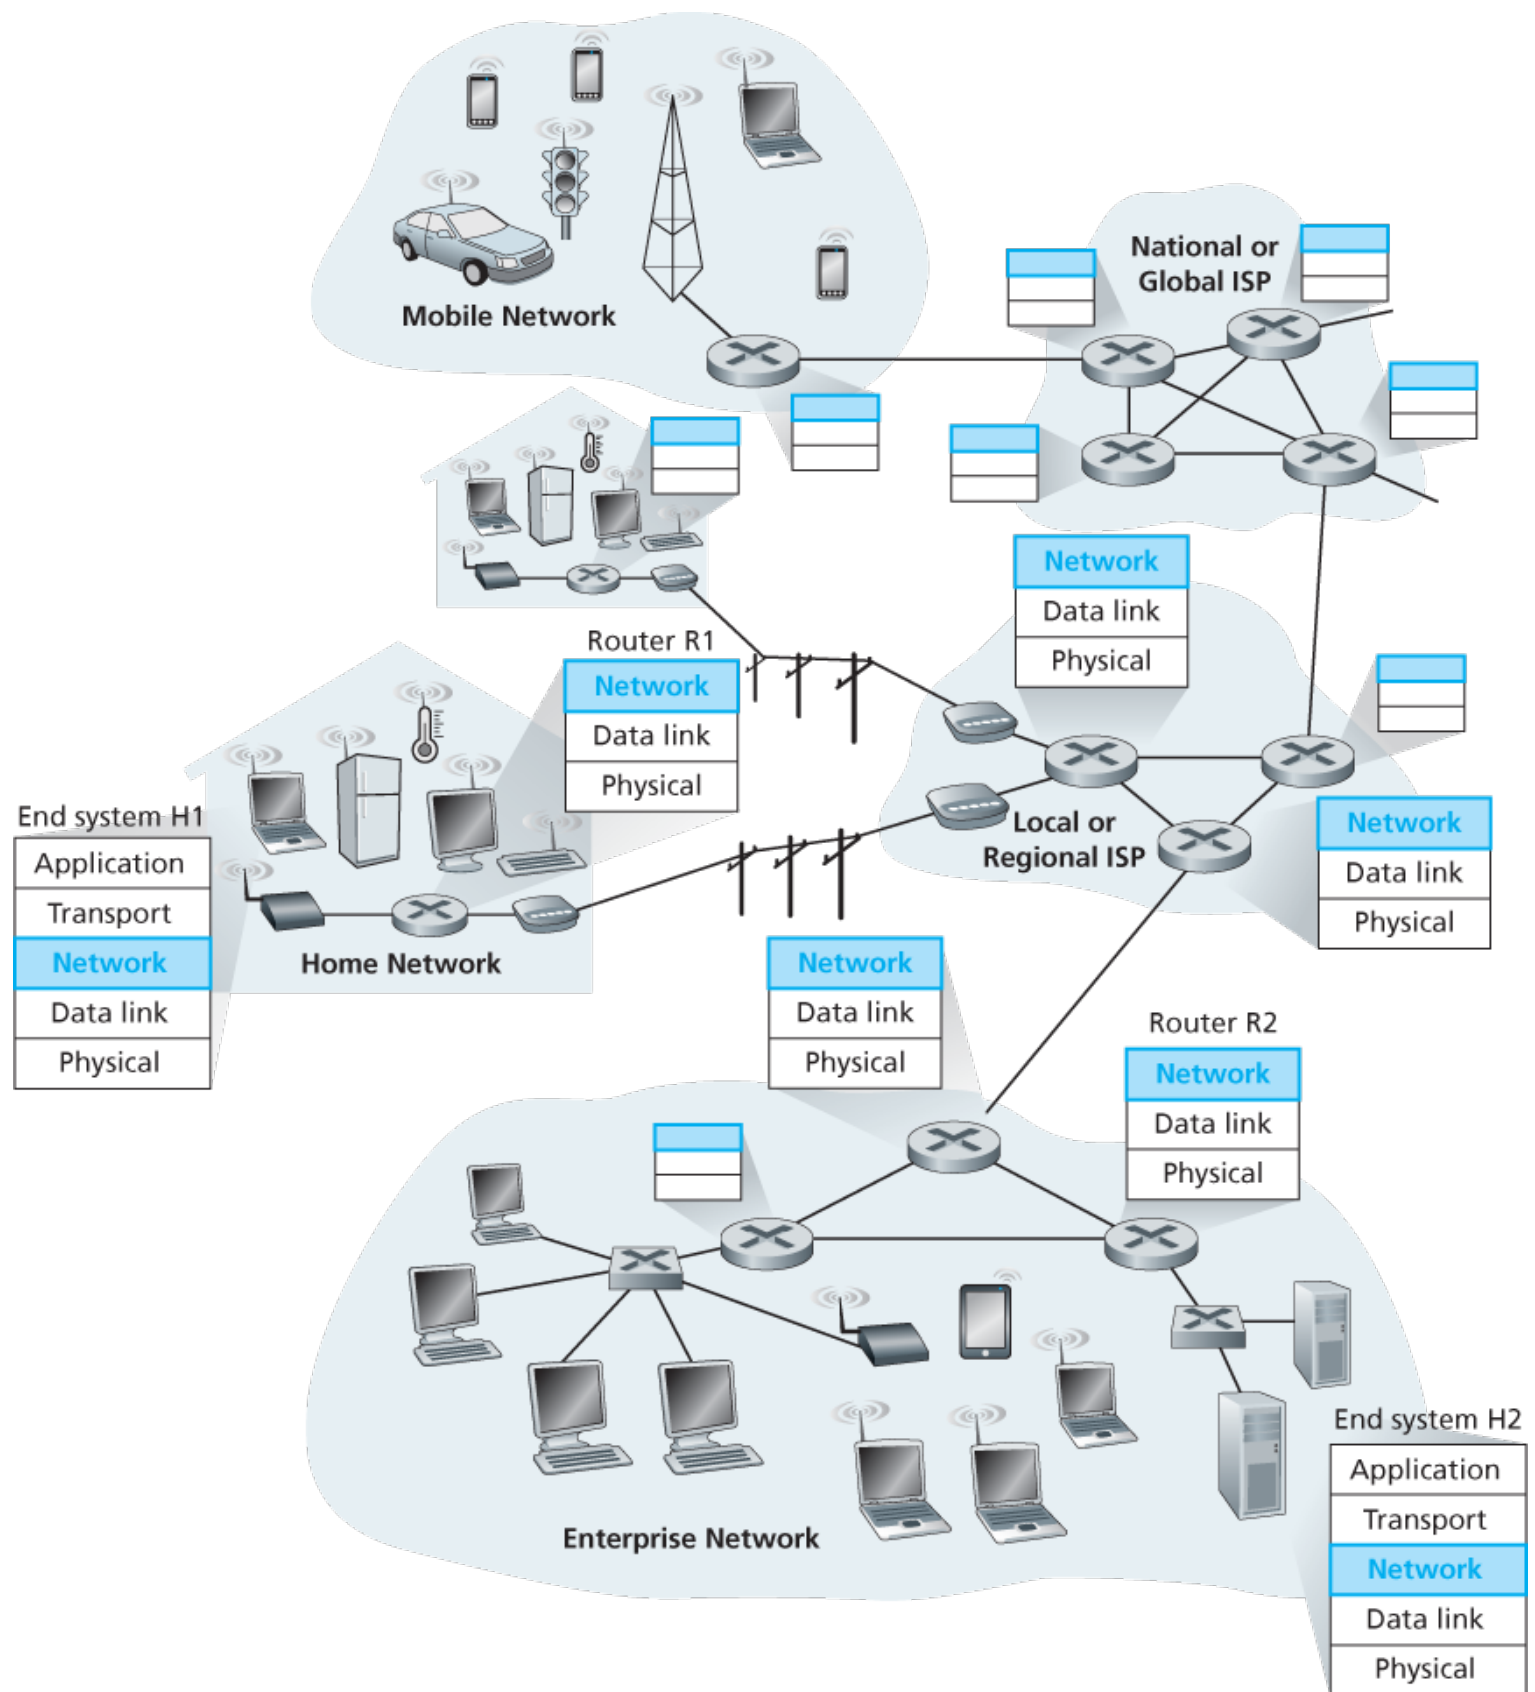 National or
Global ISP
Mobile Network
Network
Data link
Physical
Router R1
Network
Data link
Physical
End system H1
Application
Transport
Network
Data link
Physical
Home Network
Local or
Regional ISP
Network
Data link
Physical
Network
Data link
Physical
Router R2
Network
Data link
Physical
End system H2
Application
Transport
Network
Data link
Physical
Enterprise Network